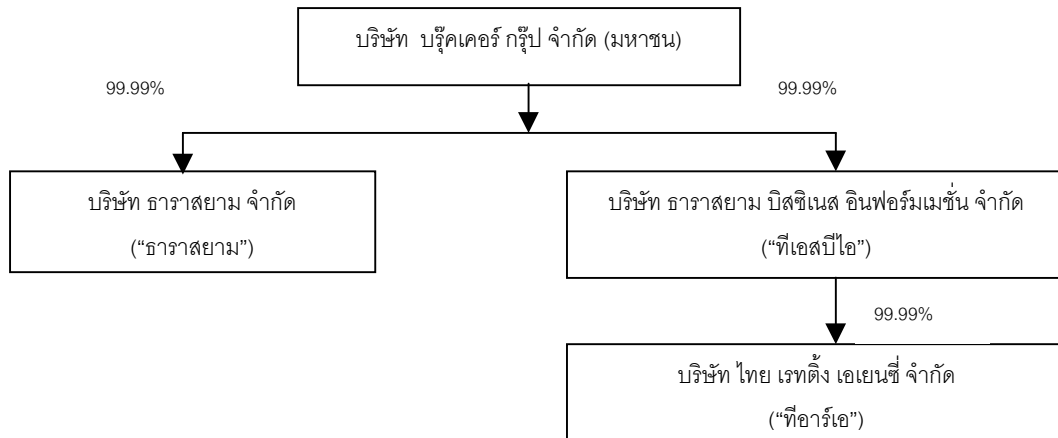 บริษัท บรุ๊คเคอร์ กรุ๊ป จำกัด (มหาชน)
99.99%
99.99%
บริษัท ธาราสยาม จำกัด
(“ธาราสยาม”)
บริษัท ธาราสยาม บิสซิเนส อินฟอร์มเมชั่น จำกัด
(“ทีเอสบีไอ”)
99.99%
บริษัท ไทย เรทติ้ง เอเยนซี่ จำกัด
(“ทีอาร์เอ”)